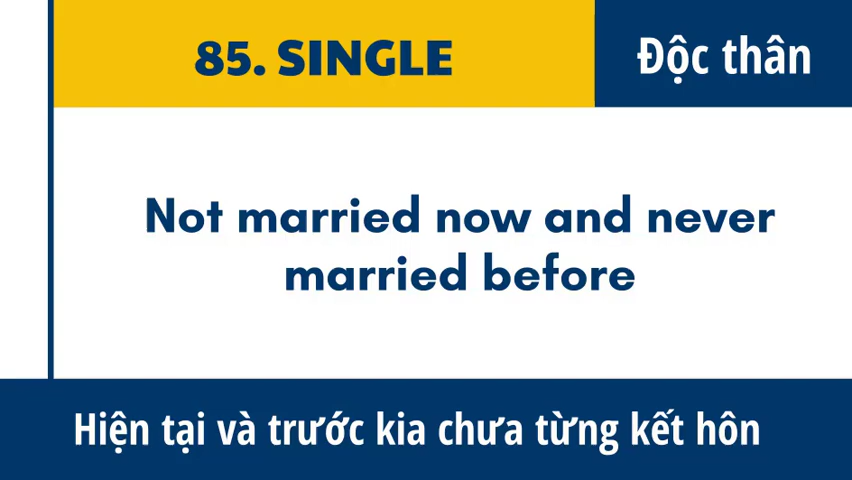 85. SINGLE
Độc thân
Not married now and never
married before
Hiện tại và trước kia chưa từng kết hôn